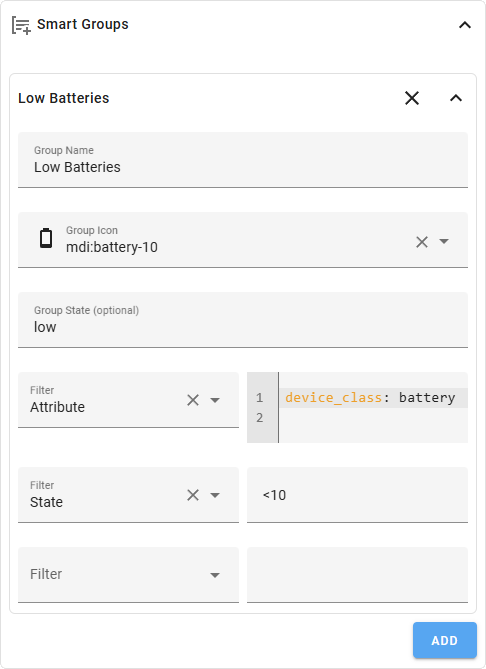 Smart Groups
Low Batteries
Group Name
Low Batteries
Group Icon
mdi:battery-10
Group State (optional)
low
Filter
Attribute
1 device_class: battery
2
Filter
State
<10
Filter
ADD